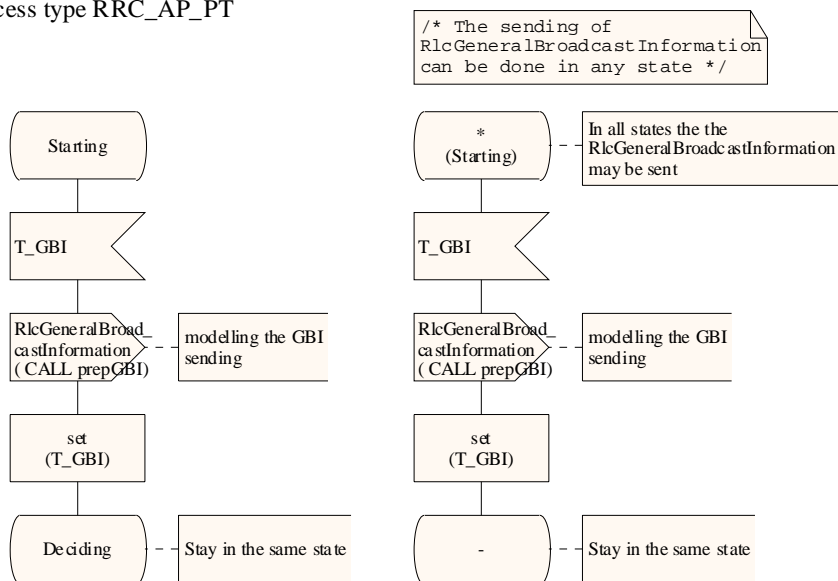 cess type RRC_AP_PT
/* The sending of
RlcGeneralBroadcastInformation
can be done in any state */
Starting
T_GBI
RlcGeneralBroad_
castInformation
( CALL prepGBI)
modelling the GBI
sending
set
(T_GBI)
Deciding
Stay in the same state
*
(Starting)
In all states the the
RlcGeneralBroadcastInformation
may be sent
T_GBI
RlcGeneralBroad_
castInformation
( CALL prepGBI)
modelling the GBI
sending
set
(T_GBI)
-
Stay in the same state